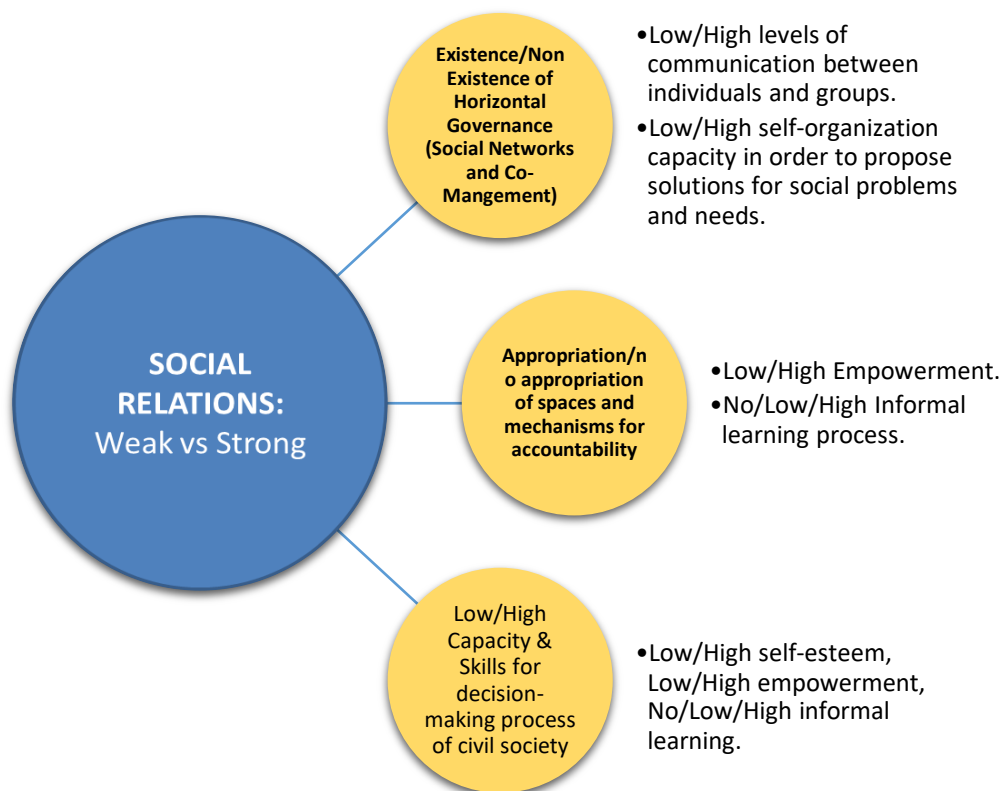 Existence/Non
Existence of
Horizontal
Governance
(Social Networks
and Co-
Mangement)
•Low/High levels of
communication between
individuals and groups.
•Low/High self-organization
capacity in order to propose
solutions for social problems
and needs.
SOCIAL
RELATIONS:
Weak vs Strong
Appropriation/n
o appropriation
of spaces and
mechanisms for
accountability
•Low/High Empowerment.
•No/Low/High Informal
learning process.
Low/High
Capacity &
Skills for
decision-
making process
of civil society
•Low/High self-esteem,
Low/High empowerment,
No/Low/High informal
learning.